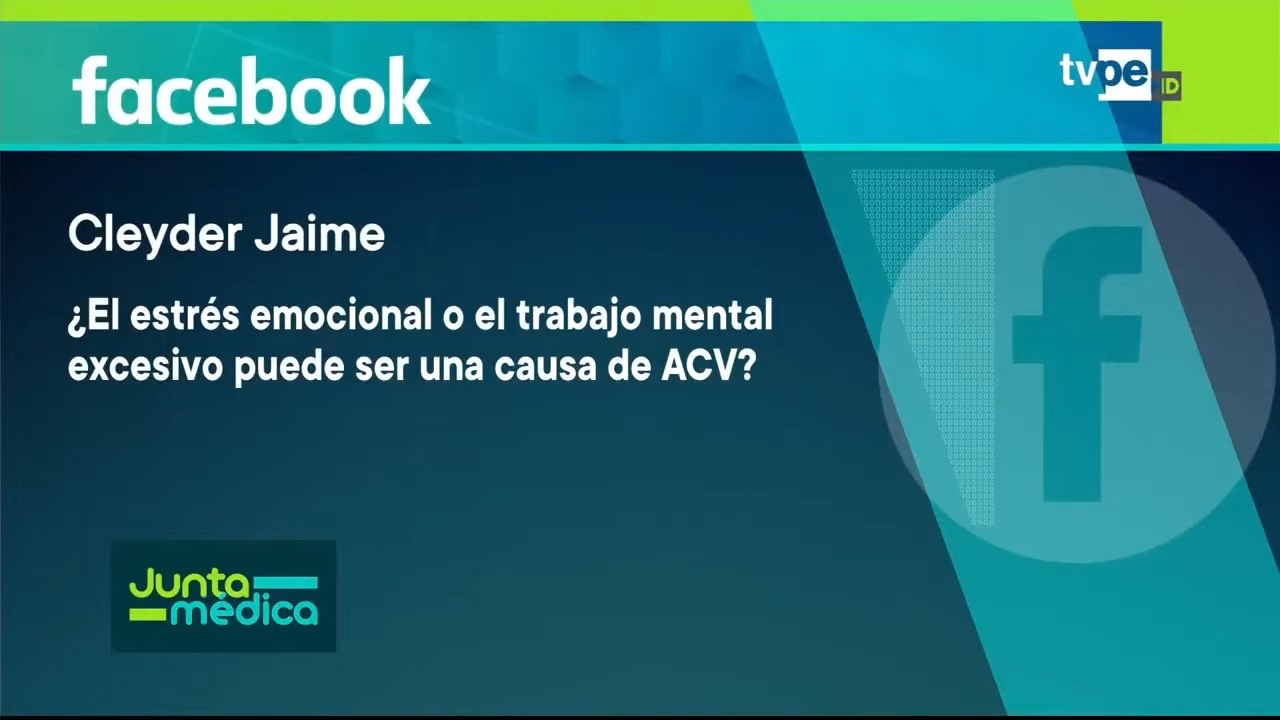 facebook
tvpe HD
Cleyder Jaime
¿El estrés emocional o el trabajo mental
excesivo puede ser una causa de ACV?
Junta
médica